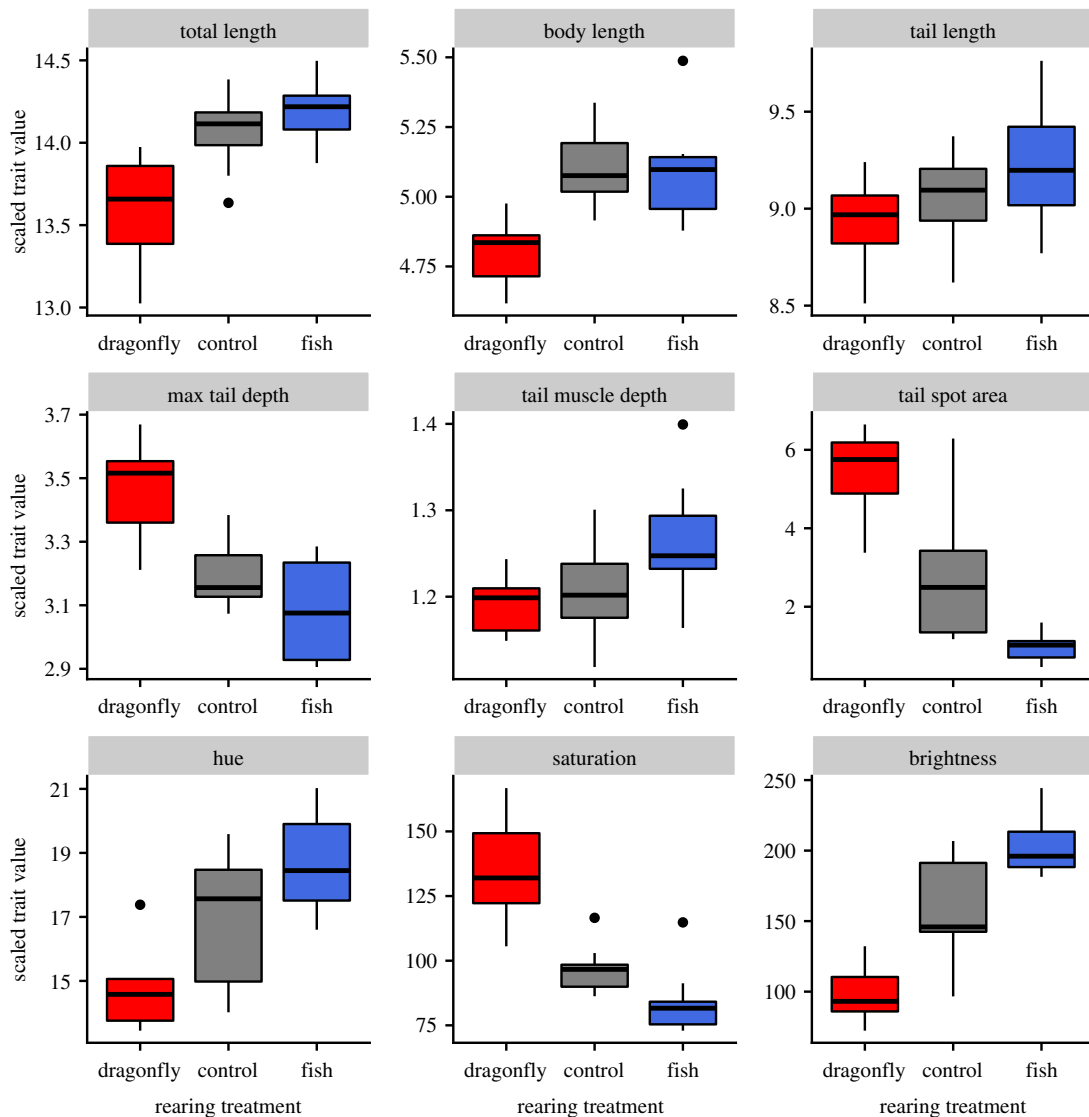 total length
body length
tail length
scaled trait value
14.5
14.0
13.5
13.0
5.50
5.25
5.00
4.75
9.5
9.0
8.5
dragonfly control fish
dragonfly control fish
dragonfly control fish
max tail depth
tail muscle depth
tail spot area
scaled trait value
3.7
3.5
3.2
3.1
2.9
1.4
1.3
1.2
6
4
2
dragonfly control fish
dragonfly control fish
dragonfly control fish
hue
saturation
brightness
scaled trait value
21
19
17
15
150
125
100
75
250
200
150
100
dragonfly control fish
dragonfly control fish
dragonfly control fish
rearing treatment
rearing treatment
rearing treatment